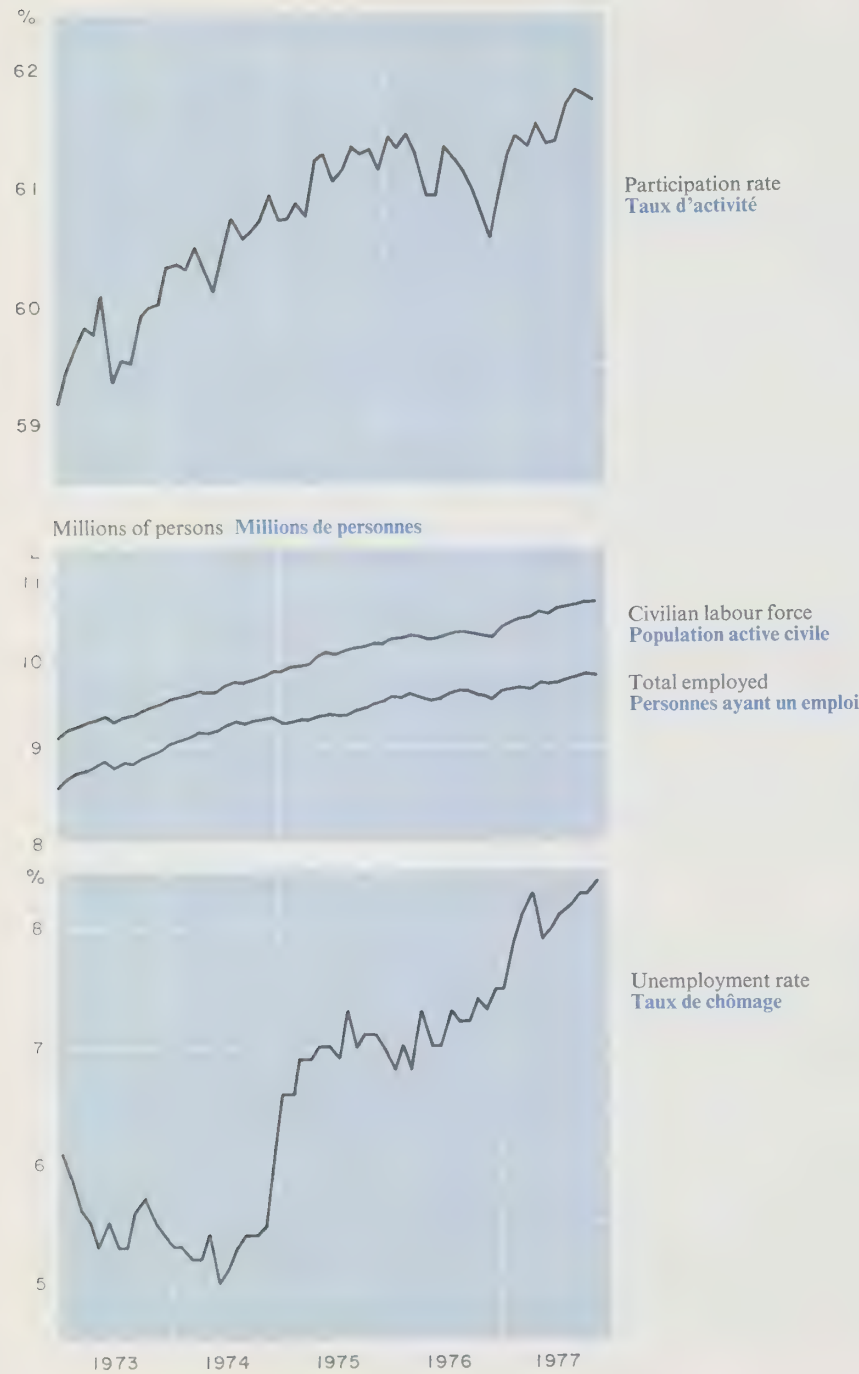 %
62
61
60
59
Participation rate
Taux d'activité
Millions of persons Millions de personnes
11
10
9
8
Civilian labour force
Population active civile
Total employed
Personnes ayant un emploi
%
8
7
6
5
Unemployment rate
Taux de chômage
1973 1974 1975 1976 1977